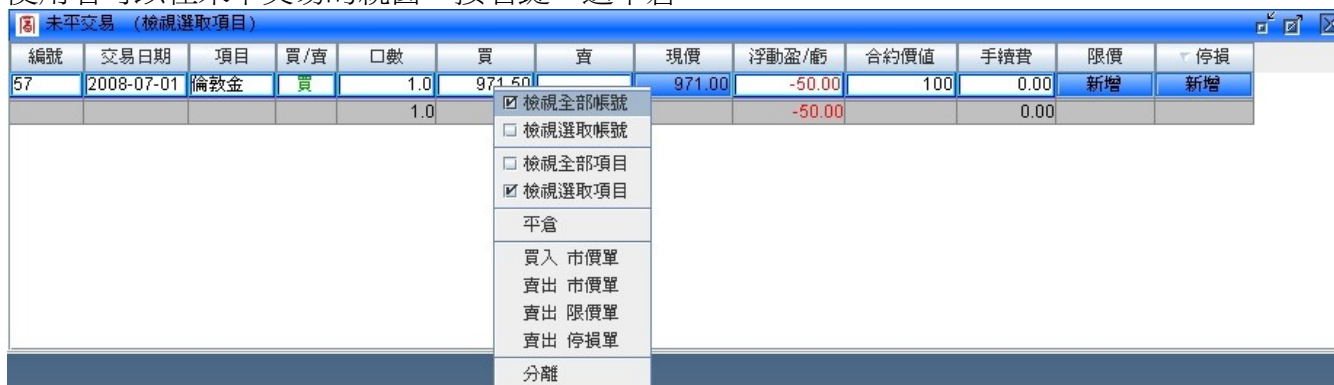 使用者可以在未平交易的視圖，按右鍵，選平倉
未平交易 (檢視選取項目)
編號 交易日期 項目 買/賣 口數 買 賣 現價 浮動盈/虧 合約價值 手續費 限價 停損
57 2008-07-01 倫敦金 買 1.0 971.50 971.00 -50.00 100 0.00 新增 新增
1.0 -50.00 0.00
檢視全部帳號
檢視選取帳號
檢視全部項目
檢視選取項目
平倉
買入 市價單
賣出 市價單
賣出 限價單
賣出 停損單
分離